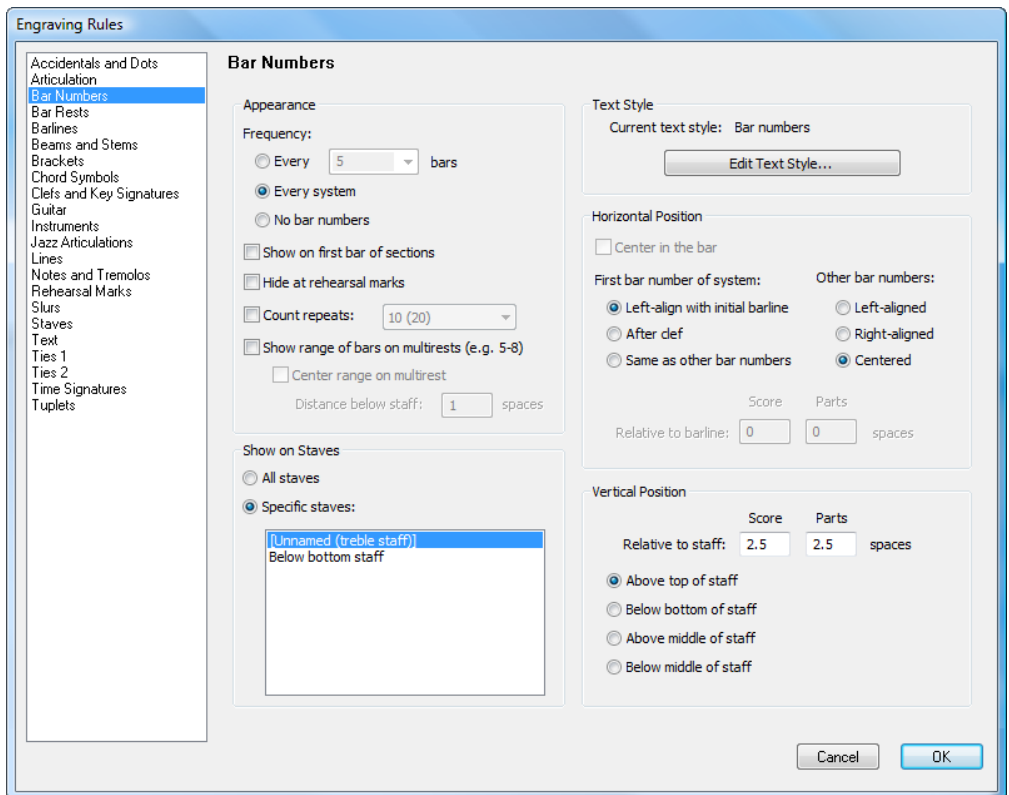 Engraving Rules
Accidentals and Dots
Articulation
Bar Numbers
Bar Rests
Barlines
Beams and Stems
Brackets
Chord Symbols
Clefs and Key Signatures
Guitar
Instruments
Jazz Articulations
Lines
Notes and Tremolos
Rehearsal Marks
Slurs
Staves
Text
Ties 1
Ties 2
Time Signatures
Tuplets
Bar Numbers
Appearance
Frequency:
Every 5 bars
Every system
No bar numbers
Show on first bar of sections
Hide at rehearsal marks
Count repeats: 10 (20)
Show range of bars on multirests (e.g. 5-8)
Center range on multirest
Distance below staff: 1 spaces
Show on Staves
All staves
Specific staves:
[Unnamed (treble staff)]
Below bottom staff
Text Style
Current text style: Bar numbers
Edit Text Style...
Horizontal Position
Center in the bar
First bar number of system:
Left-align with initial barline
After clef
Same as other bar numbers
Other bar numbers:
Left-aligned
Right-aligned
Centered
Score Parts
Relative to barline: 0 0 spaces
Vertical Position
Score Parts
Relative to staff: 2.5 2.5 spaces
Above top of staff
Below bottom of staff
Above middle of staff
Below middle of staff
Cancel OK